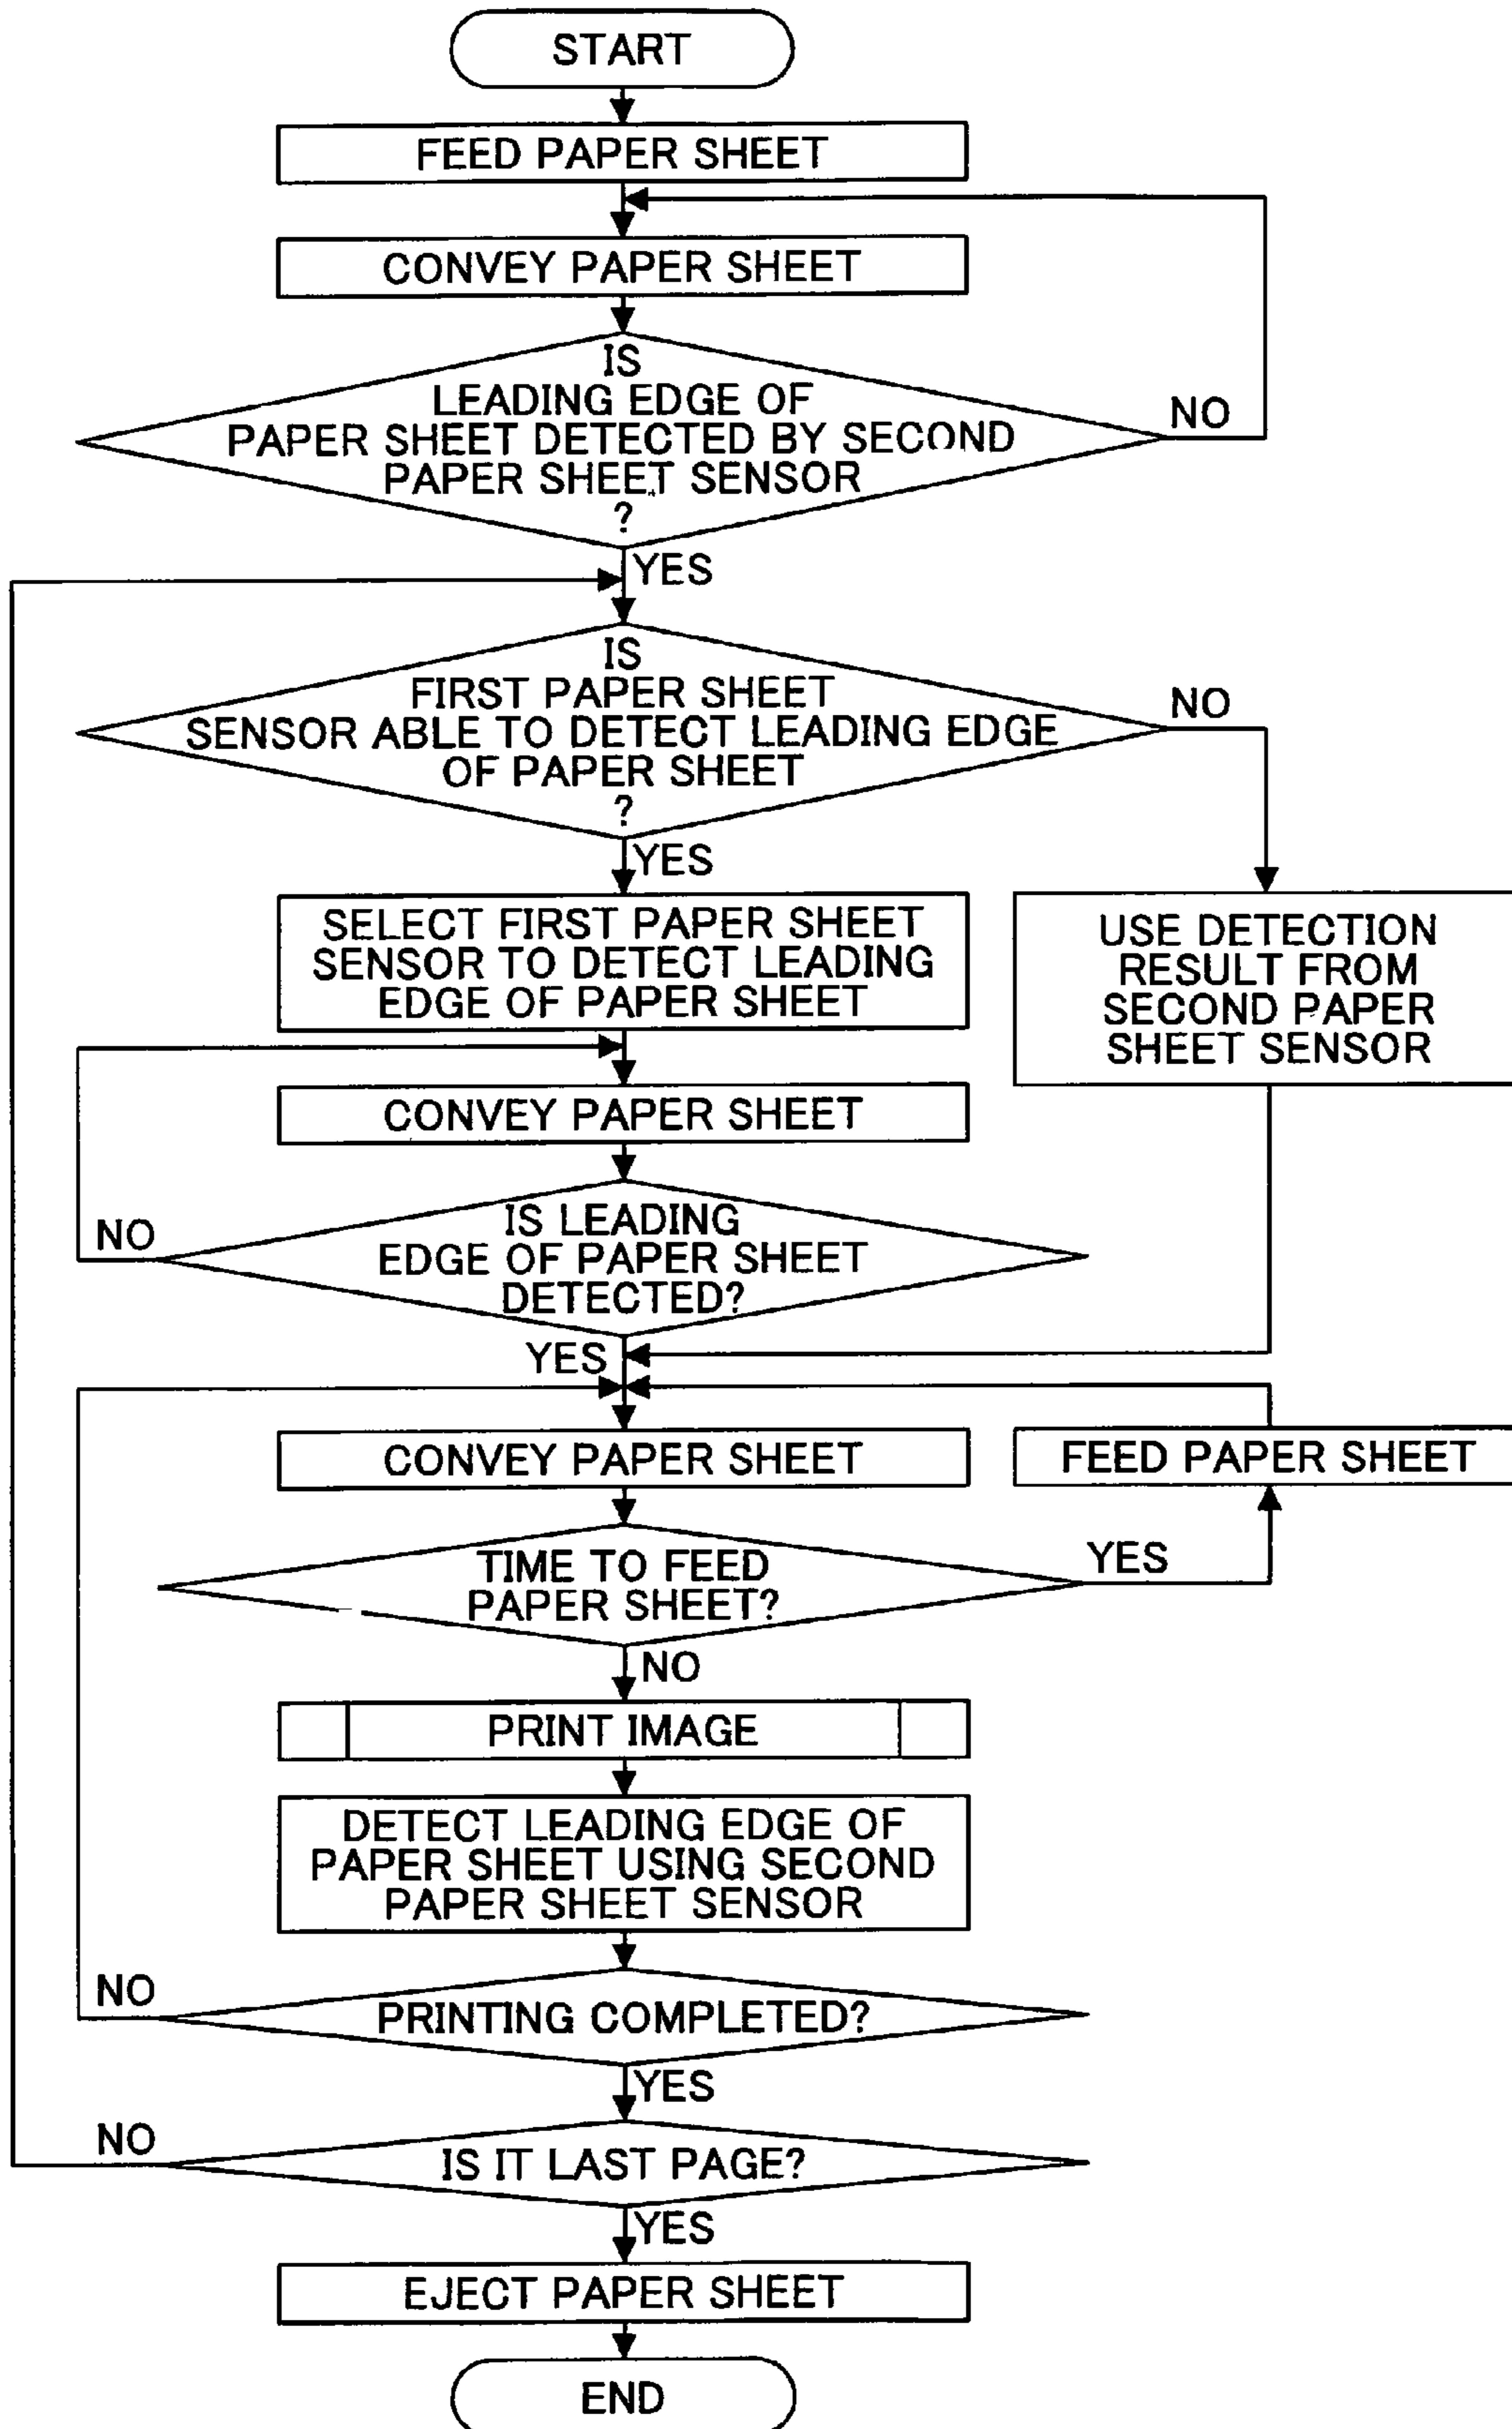 START
FEED PAPER SHEET
CONVEY PAPER SHEET
IS
LEADING EDGE OF
PAPER SHEET DETECTED BY SECOND
PAPER SHEET SENSOR
?
NO
YES
IS
FIRST PAPER SHEET
SENSOR ABLE TO DETECT LEADING EDGE
OF PAPER SHEET
?
NO
YES
SELECT FIRST PAPER SHEET
SENSOR TO DETECT LEADING
EDGE OF PAPER SHEET
USE DETECTION
RESULT FROM
SECOND PAPER
SHEET SENSOR
CONVEY PAPER SHEET
IS LEADING
EDGE OF PAPER SHEET
DETECTED?
NO
YES
CONVEY PAPER SHEET
FEED PAPER SHEET
TIME TO FEED
PAPER SHEET?
YES
NO
PRINT IMAGE
DETECT LEADING EDGE OF
PAPER SHEET USING SECOND
PAPER SHEET SENSOR
NO
PRINTING COMPLETED?
YES
NO
IS IT LAST PAGE?
YES
EJECT PAPER SHEET
END